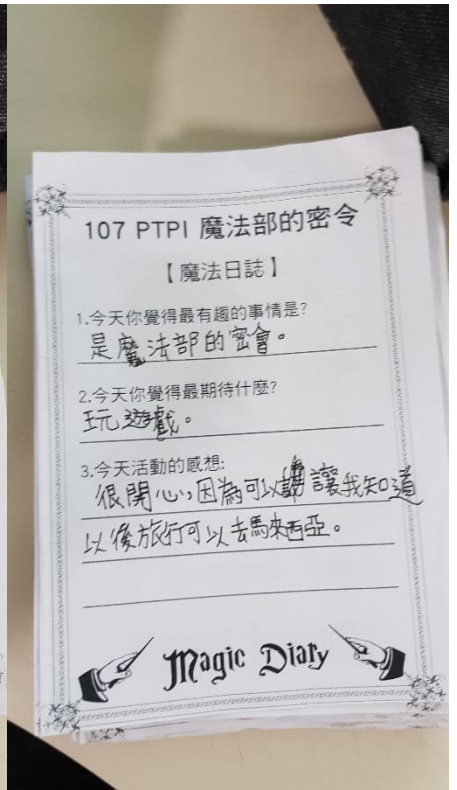 107 PTPI 魔法部的密令
【魔法日誌】
1.今天你覺得最有趣的事情是?
是魔法部的密會。
2.今天你覺得最期待什麼?
玩遊戲。
3.今天活動的感想:
很開心,因為可以讓我知道
以後旅行可以去馬來西亞。
Magic Diary